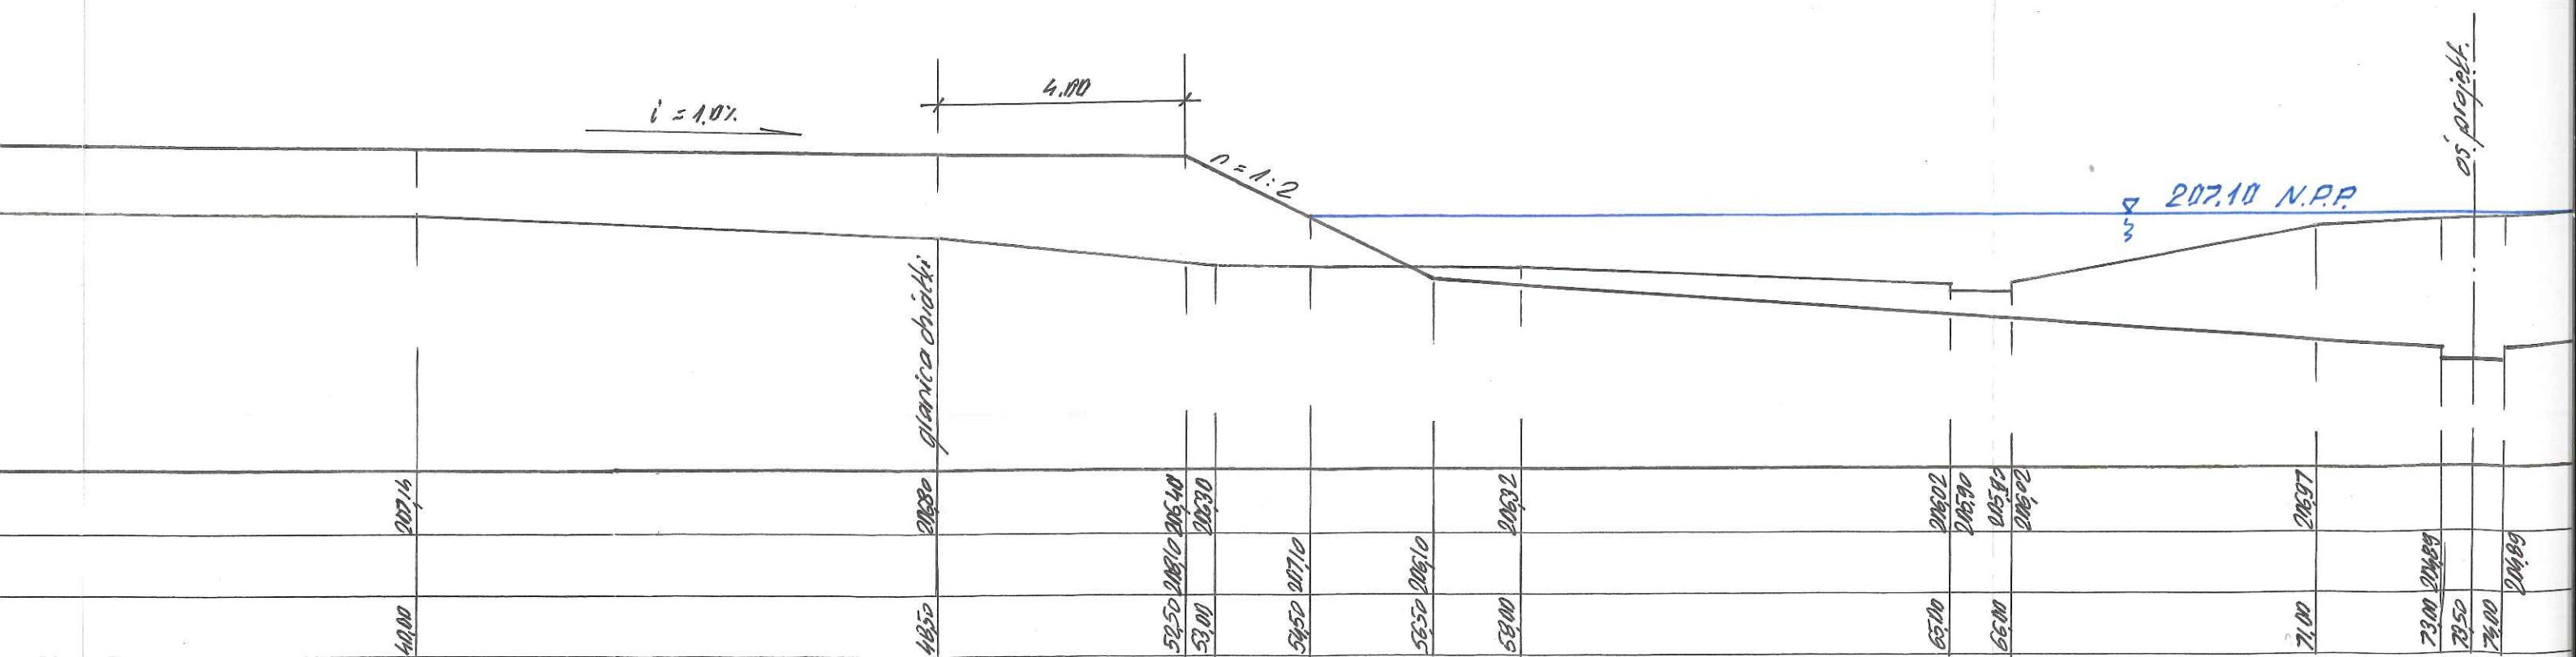 4.00
i = 1.0%
n = 1:2
oś projekt.
207.10 N.P.P.
granica działki
207,14 206,80 206,40 206,30 206,32 206,02 205,90 205,90 206,02 206,97
208,10 207,10 206,10 204,89 204,89
40,00 48,50 52,50 53,00 54,50 56,50 58,00 65,00 66,00 71,00 73,00 73,50 74,00